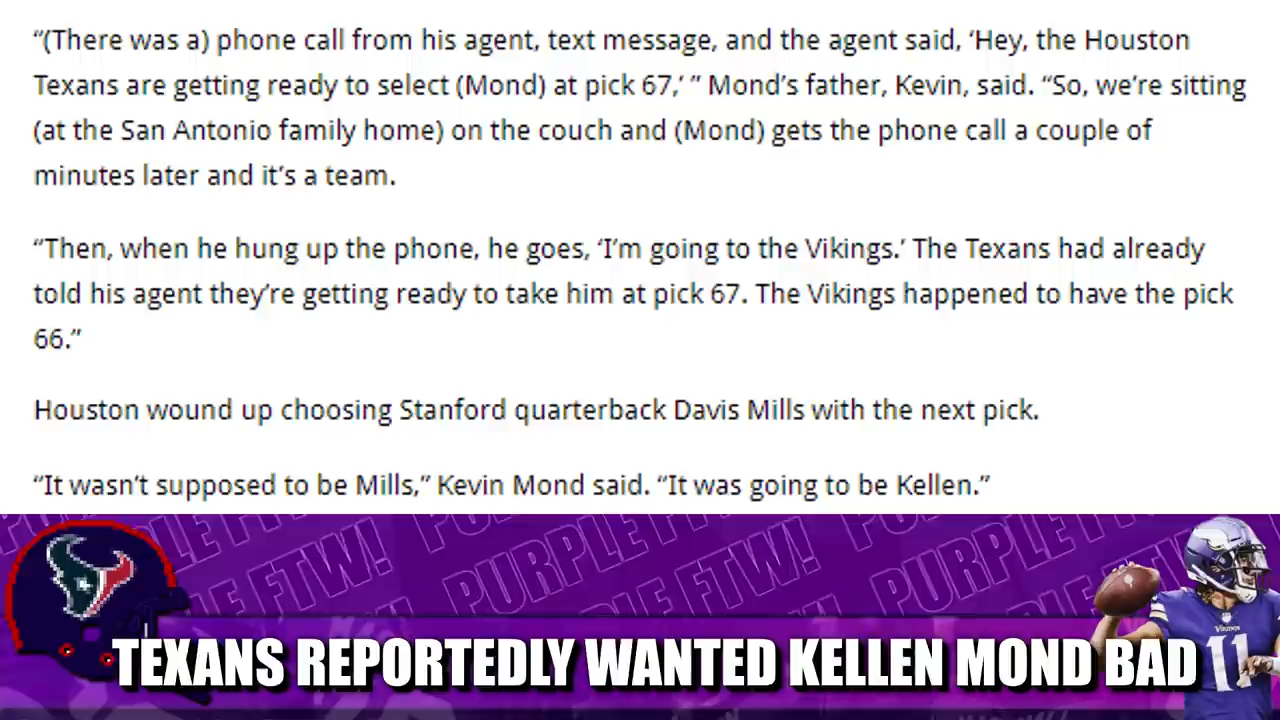 “(There was a) phone call from his agent, text message, and the agent said, ‘Hey, the Houston
Texans are getting ready to select (Mond) at pick 67,’ ” Mond’s father, Kevin, said. “So, we’re sitting
(at the San Antonio family home) on the couch and (Mond) gets the phone call a couple of
minutes later and it’s a team.
“Then, when he hung up the phone, he goes, ‘I’m going to the Vikings.’ The Texans had already
told his agent they’re getting ready to take him at pick 67. The Vikings happened to have the pick
66.”
Houston wound up choosing Stanford quarterback Davis Mills with the next pick.
“It wasn’t supposed to be Mills,” Kevin Mond said. “It was going to be Kellen.”
PURPLE FTW!
PURPLE FTW!
PURPLE FTW!
TEXANS REPORTEDLY WANTED KELLEN MOND BAD
VIKINGS
11